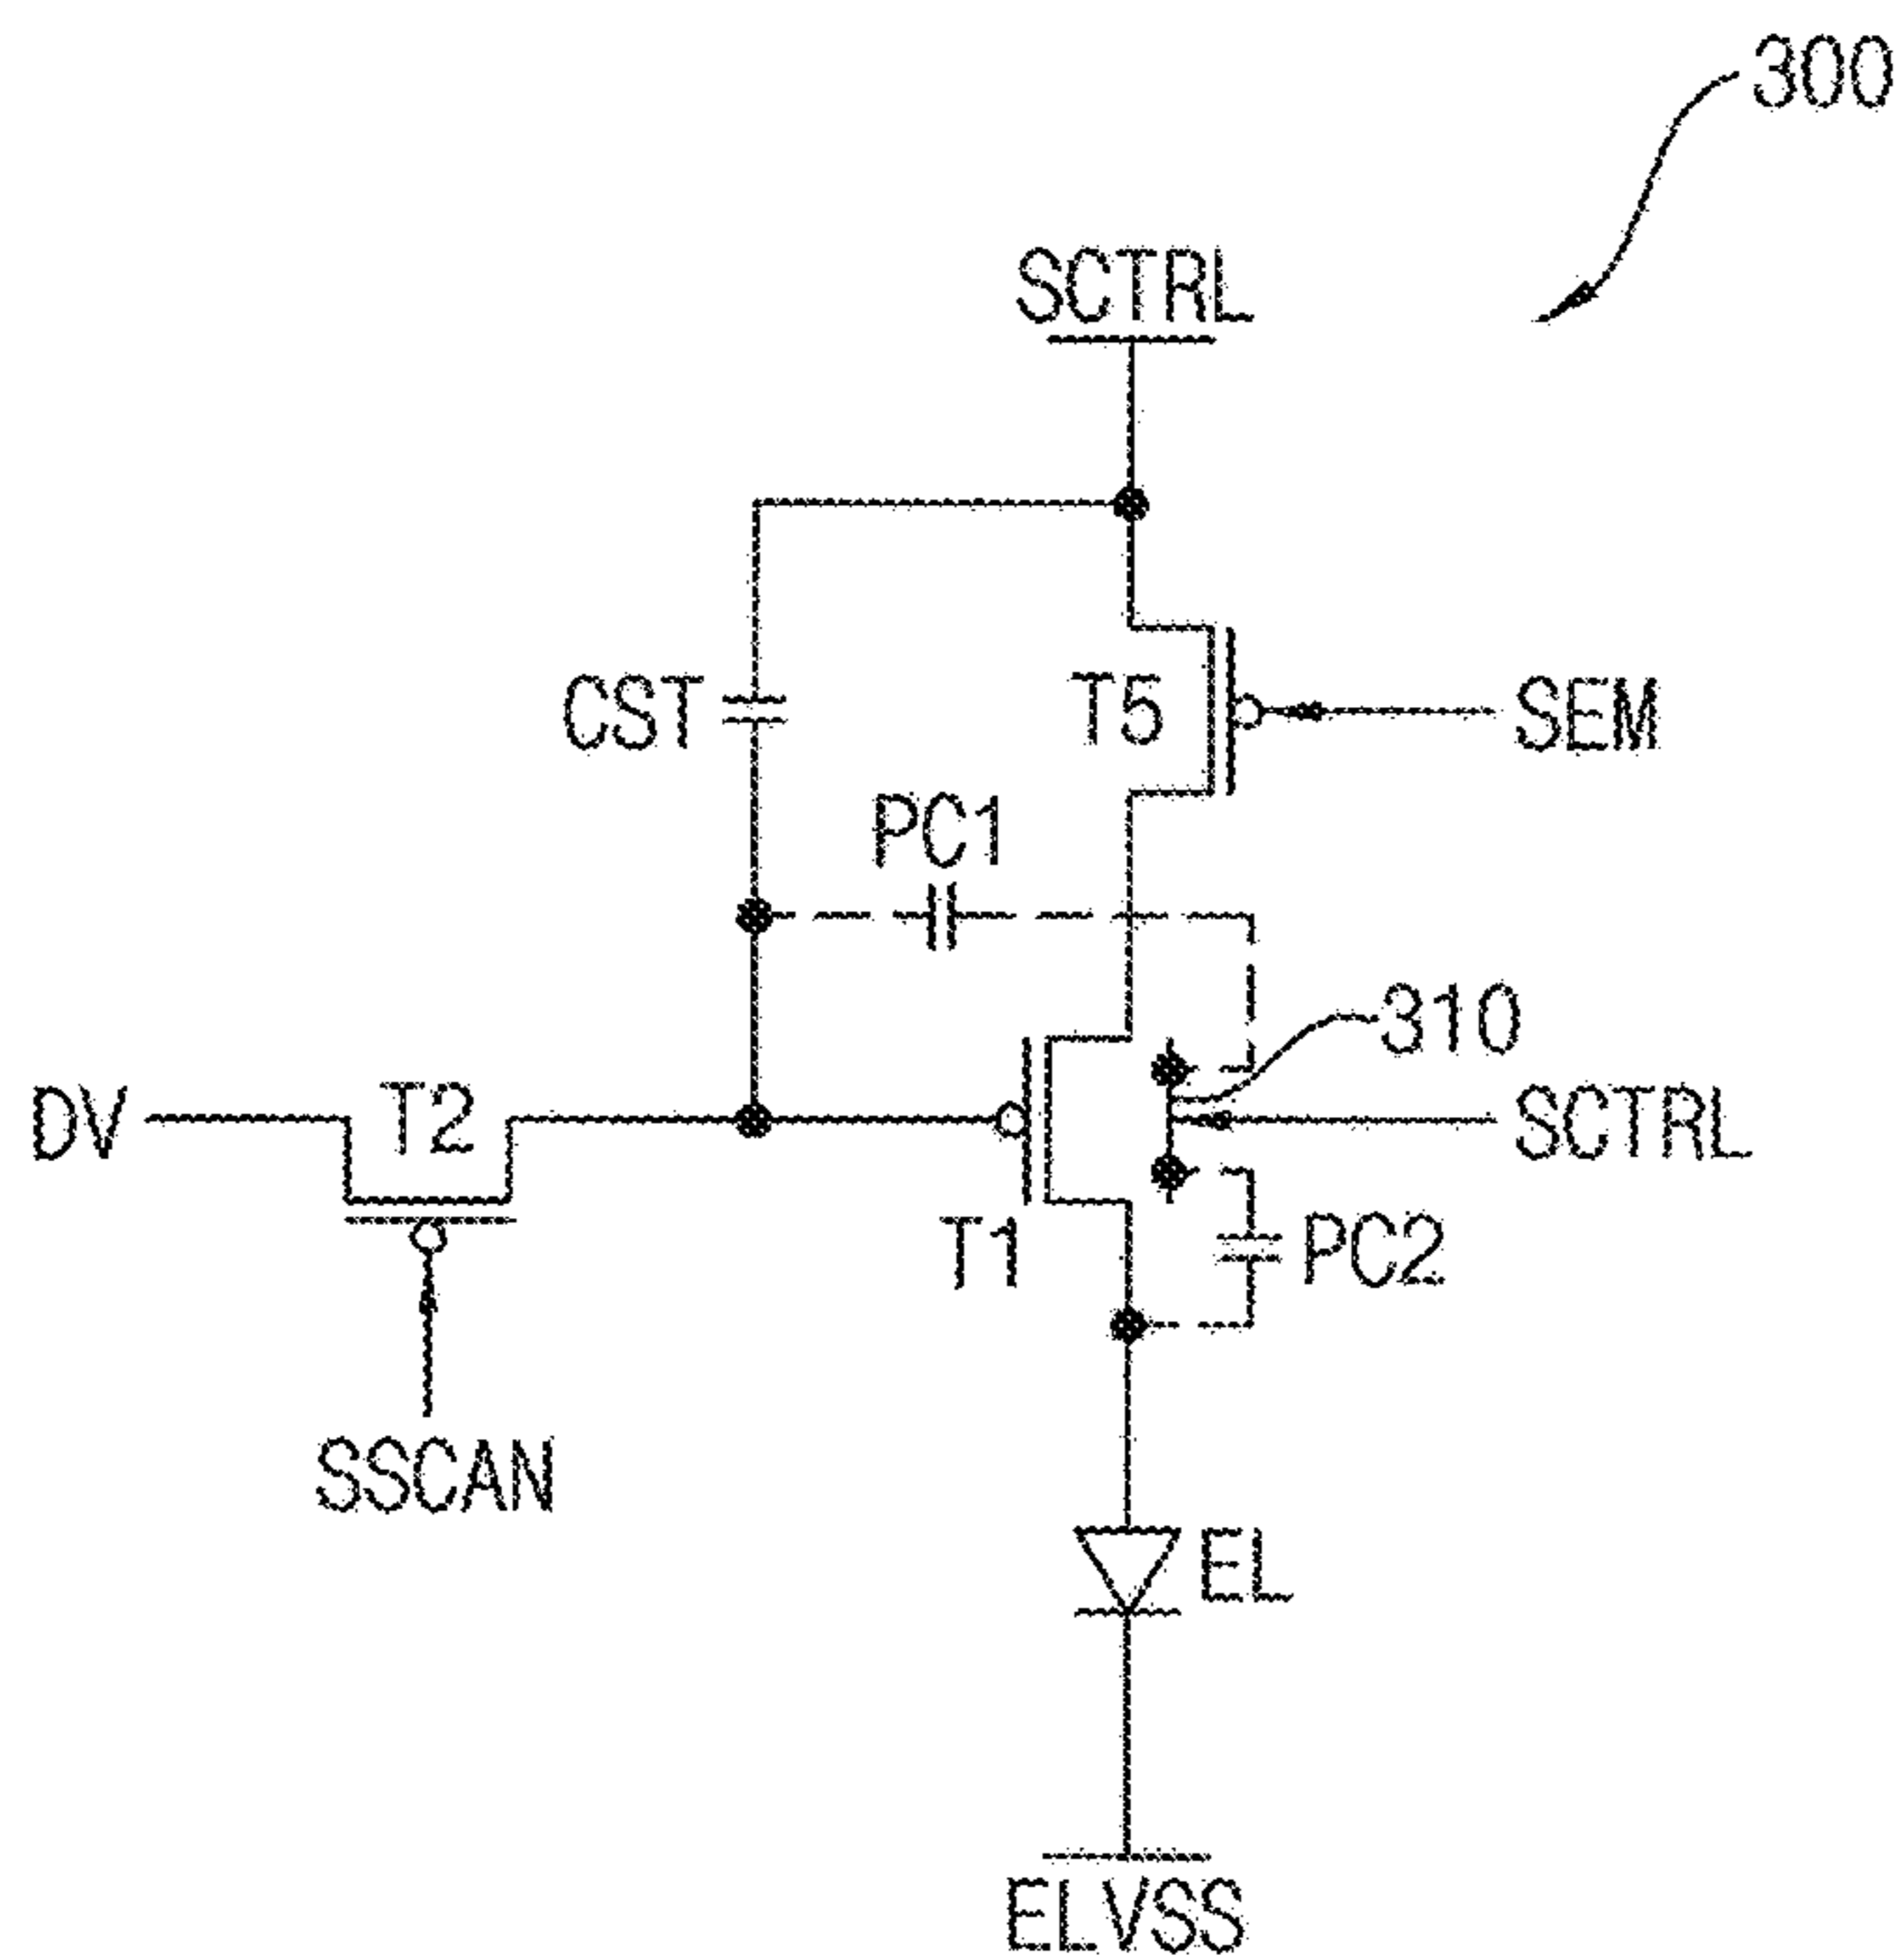 300
SCTRL
CST
T5
SEM
PC1
310
DV
T2
SCTRL
T1
PC2
SSCAN
EL
ELVSS